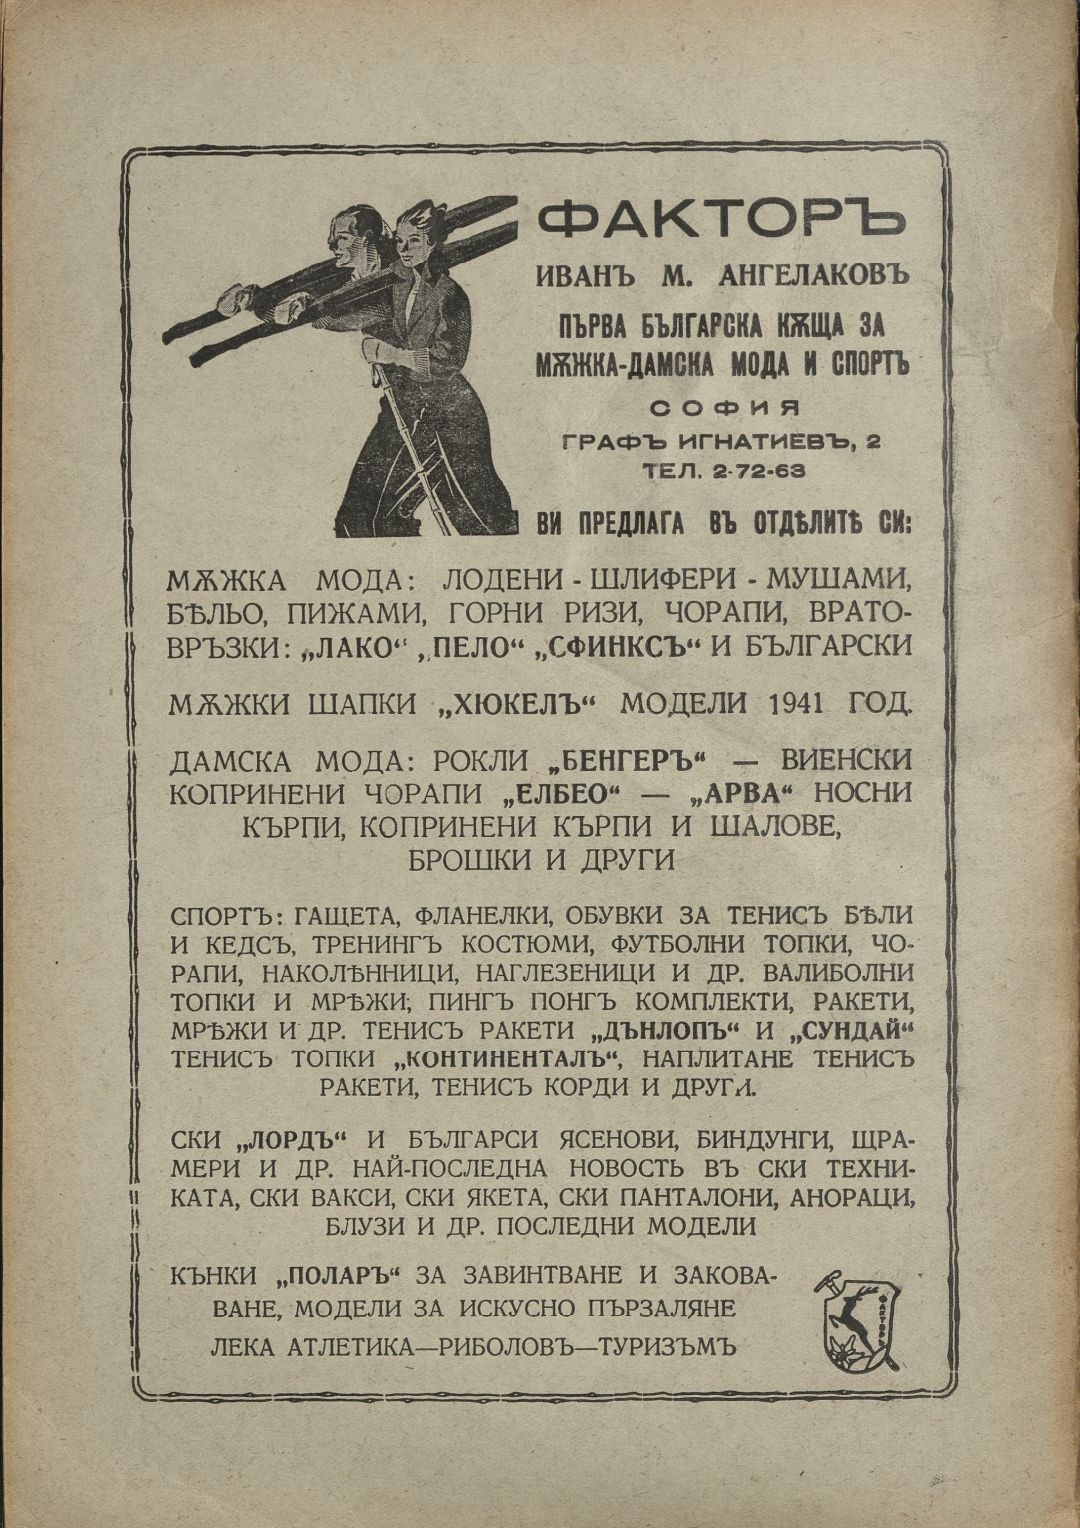 ФАКТОРЪ
ИВАНЪ М. АНГЕЛАКОВЪ
ПЪРВА БЪЛГАРСКА КѪЩА ЗА
МѪЖКА-ДАМСКА МОДА И СПОРТЪ
СОФИЯ
ГРАФЪ ИГНАТИЕВЪ, 2
ТЕЛ. 2-72-63
ВИ ПРЕДЛАГА ВЪ ОТДѢЛИТѢ СИ:
МѪЖКА МОДА: ЛОДЕНИ - ШЛИФЕРИ - МУШАМИ,
БѢЛЬО, ПИЖАМИ, ГОРНИ РИЗИ, ЧОРАПИ, ВРАТО-
ВРЪЗКИ: „ЛАКО“ „ПЕЛО“ „СФИНКСЪ“ И БЪЛГАРСКИ
МѪЖКИ ШАПКИ „ХЮКЕЛЪ“ МОДЕЛИ 1941 ГОД.
ДАМСКА МОДА: РОКЛИ „БЕНГЕРЪ“ — ВИЕНСКИ
КОПРИНЕНИ ЧОРАПИ „ЕЛБЕО“ — „АРВА“ НОСНИ
КЪРПИ, КОПРИНЕНИ КЪРПИ И ШАЛОВЕ,
БРОШКИ И ДРУГИ
СПОРТЪ: ГАЩЕТА, ФЛАНЕЛКИ, ОБУВКИ ЗА ТЕНИСЪ БѢЛИ
И КЕДСЪ, ТРЕНИНГЪ КОСТЮМИ, ФУТБОЛНИ ТОПКИ, ЧО-
РАПИ, НАКОЛѢННИЦИ, НАГЛЕЗЕНИЦИ И ДР. ВАЛИБОЛНИ
ТОПКИ И МРѢЖИ; ПИНГЪ ПОНГЪ КОМПЛЕКТИ, РАКЕТИ,
МРѢЖИ И ДР. ТЕНИСЪ РАКЕТИ „ДЪНЛОПЪ“ И „СУНДАЙ“
ТЕНИСЪ ТОПКИ „КОНТИНЕНТАЛЪ“, НАПЛИТАНЕ ТЕНИСЪ
РАКЕТИ, ТЕНИСЪ КОРДИ И ДРУГИ.
СКИ „ЛОРДЪ“ И БЪЛГАРСИ ЯСЕНОВИ, БИНДУНГИ, ЩРА-
МЕРИ И ДР. НАЙ-ПОСЛЕДНА НОВОСТЬ ВЪ СКИ ТЕХНИ-
КАТА, СКИ ВАКСИ, СКИ ЯКЕТА, СКИ ПАНТАЛОНИ, АНОРАЦИ,
БЛУЗИ И ДР. ПОСЛЕДНИ МОДЕЛИ
КЪНКИ „ПОЛАРЪ“ ЗА ЗАВИНТВАНЕ И ЗАКОВА-
ВАНЕ, МОДЕЛИ ЗА ИСКУСНО ПЪРЗАЛЯНЕ
ЛЕКА АТЛЕТИКА—РИБОЛОВЪ—ТУРИЗЪМЪ
ФАКТОРЪ